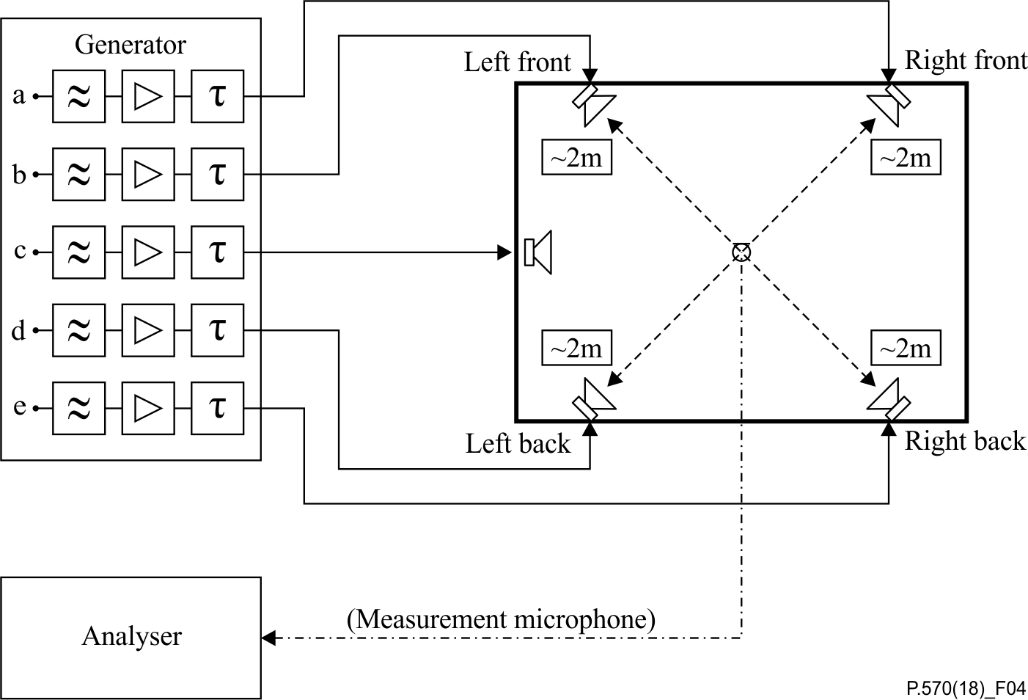 Generator
a ≈ τ
b ≈ τ
c ≈ τ
d ≈ τ
e ≈ τ
Left front
Right front
~2m
~2m
~2m
~2m
Left back
Right back
Analyser
(Measurement microphone)
P.570(18)_F04